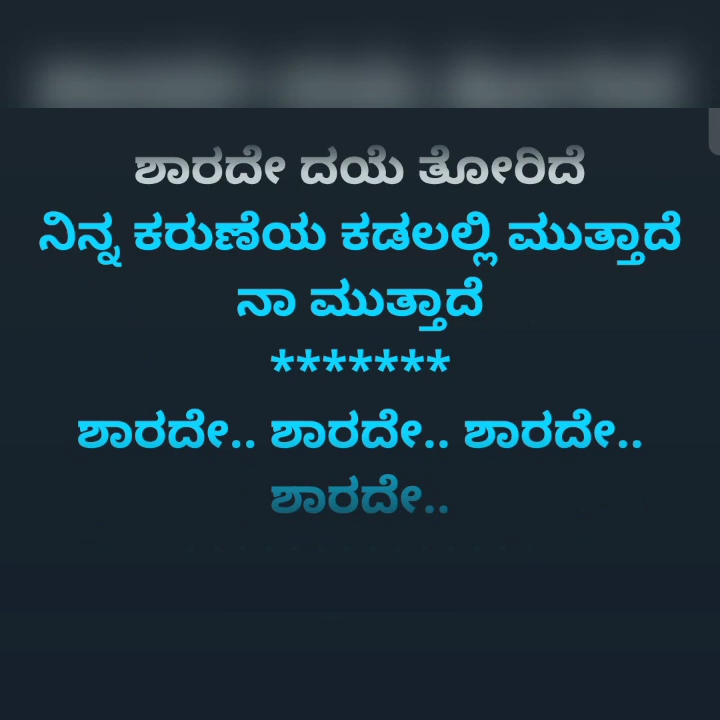 ಶಾರದೇ ದಯೆ ತೋರಿದೆ
ನಿನ್ನ ಕರುಣೆಯ ಕಡಲಲ್ಲಿ ಮುತ್ತಾದೆ
ನಾ ಮುತ್ತಾದೆ
*******
ಶಾರದೇ.. ಶಾರದೇ.. ಶಾರದೇ..
ಶಾರದೇ..